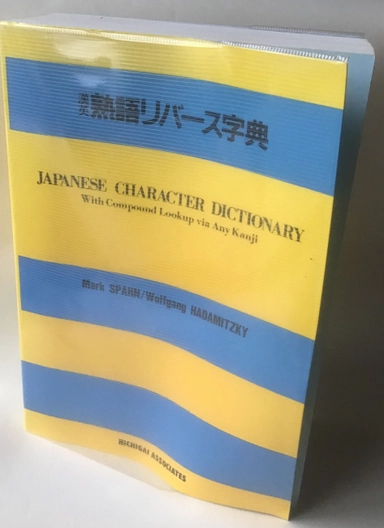 漢英熟語リバース字典
JAPANESE CHARACTER DICTIONARY
With Compound Lookup via Any Kanji
Mark SPAHN/Wolfgang HADAMITZKY
NICHIGAI ASSOCIATES